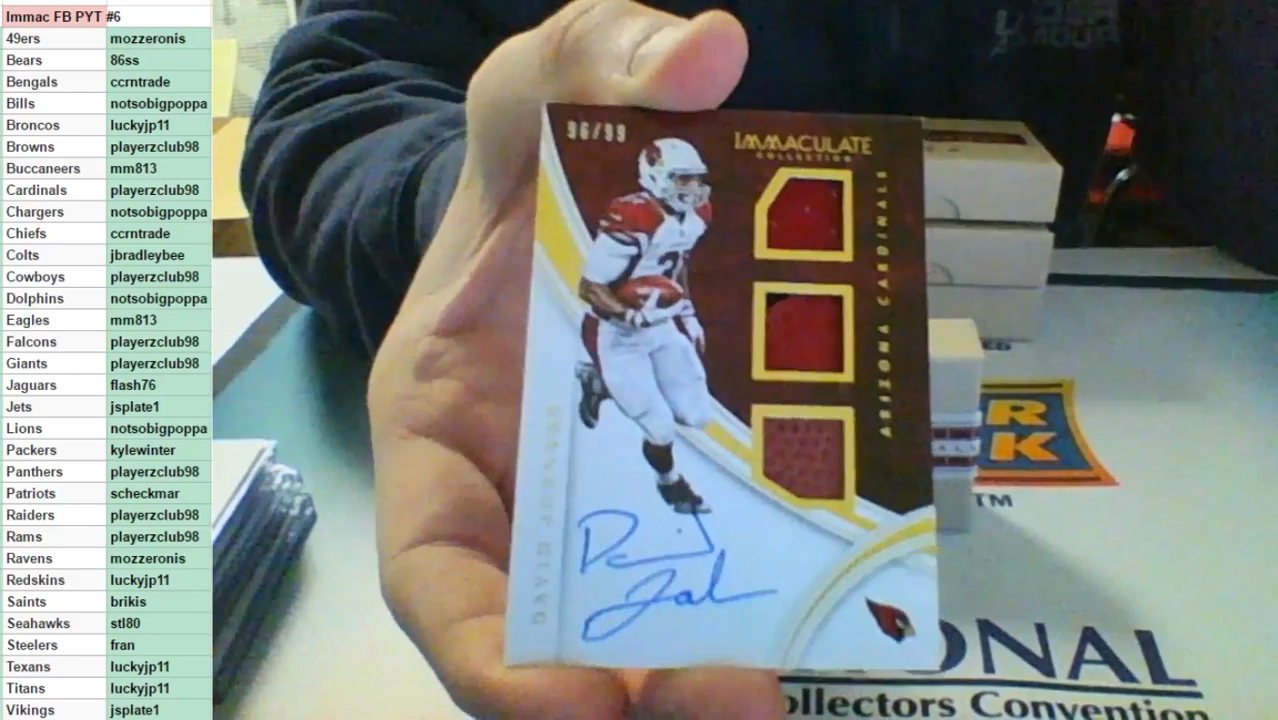 Immac FB PYT #6
49ers mozzeronis
Bears 86ss
Bengals ccrntrade
Bills notsobigpoppa
Broncos luckyjp11
Browns playerzclub98
Buccaneers mm813
Cardinals playerzclub98
Chargers notsobigpoppa
Chiefs ccrntrade
Colts jbradleybee
Cowboys playerzclub98
Dolphins notsobigpoppa
Eagles mm813
Falcons playerzclub98
Giants playerzclub98
Jaguars flash76
Jets jsplate1
Lions notsobigpoppa
Packers kylewinter
Panthers playerzclub98
Patriots scheckmar
Raiders playerzclub98
Rams playerzclub98
Ravens mozzeronis
Redskins luckyjp11
Saints brikis
Seahawks stl80
Steelers fran
Texans luckyjp11
Titans luckyjp11
Vikings jsplate1
96/99
IMMACULATE
COLLECTION
ARIZONA CARDINALS
DAVID JOHNSON
R
K
TM
ONAL
ollectors Convention